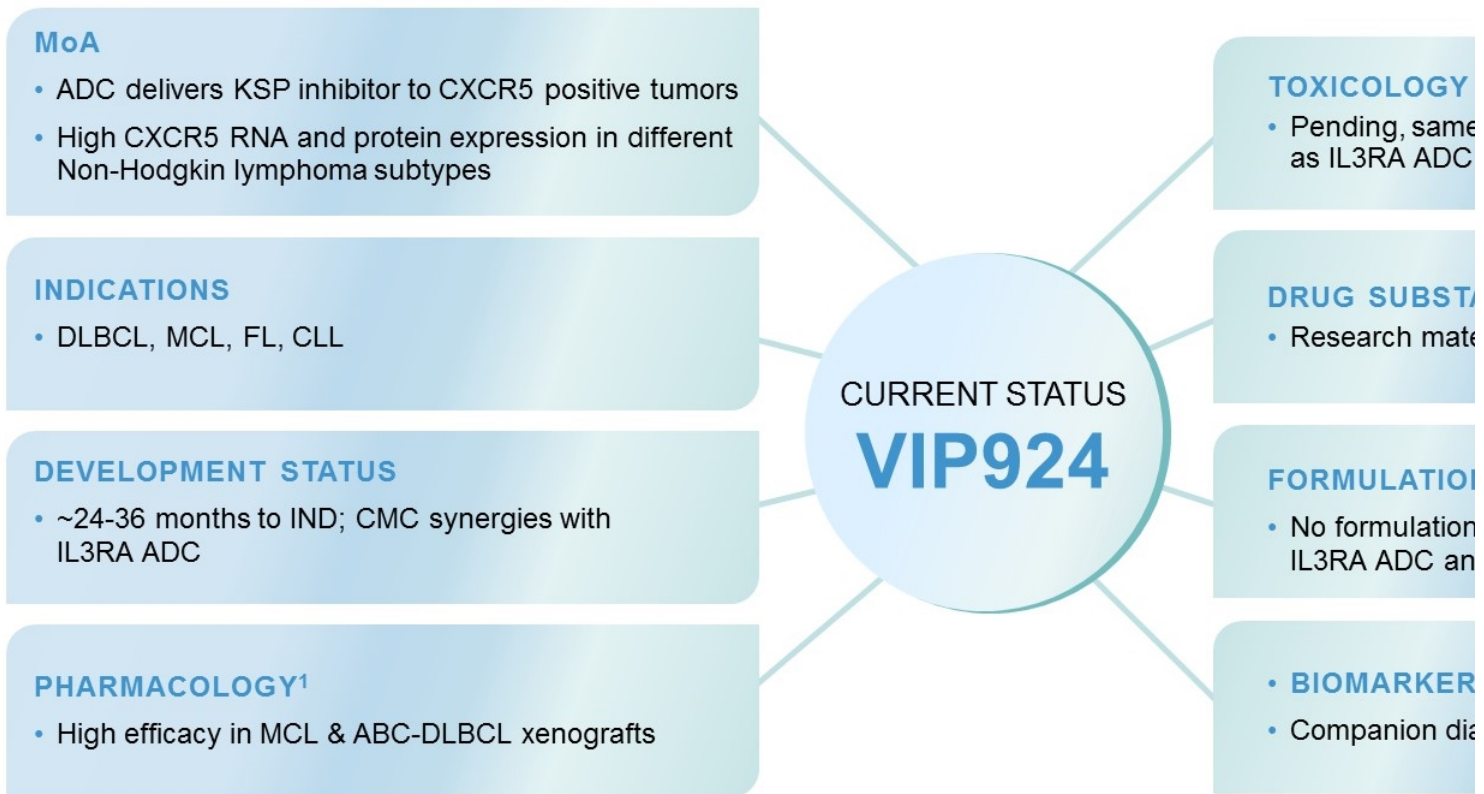 MoA
• ADC delivers KSP inhibitor to CXCR5 positive tumors
• High CXCR5 RNA and protein expression in different
Non-Hodgkin lymphoma subtypes
INDICATIONS
• DLBCL, MCL, FL, CLL
DEVELOPMENT STATUS
• ~24-36 months to IND; CMC synergies with
IL3RA ADC
PHARMACOLOGY¹
• High efficacy in MCL & ABC-DLBCL xenografts
CURRENT STATUS
VIP924
TOXICOLOGY
• Pending, same
as IL3RA ADC
DRUG
• Research
• No formulation
IL3RA ADC
• BIOMARKER
• Companion